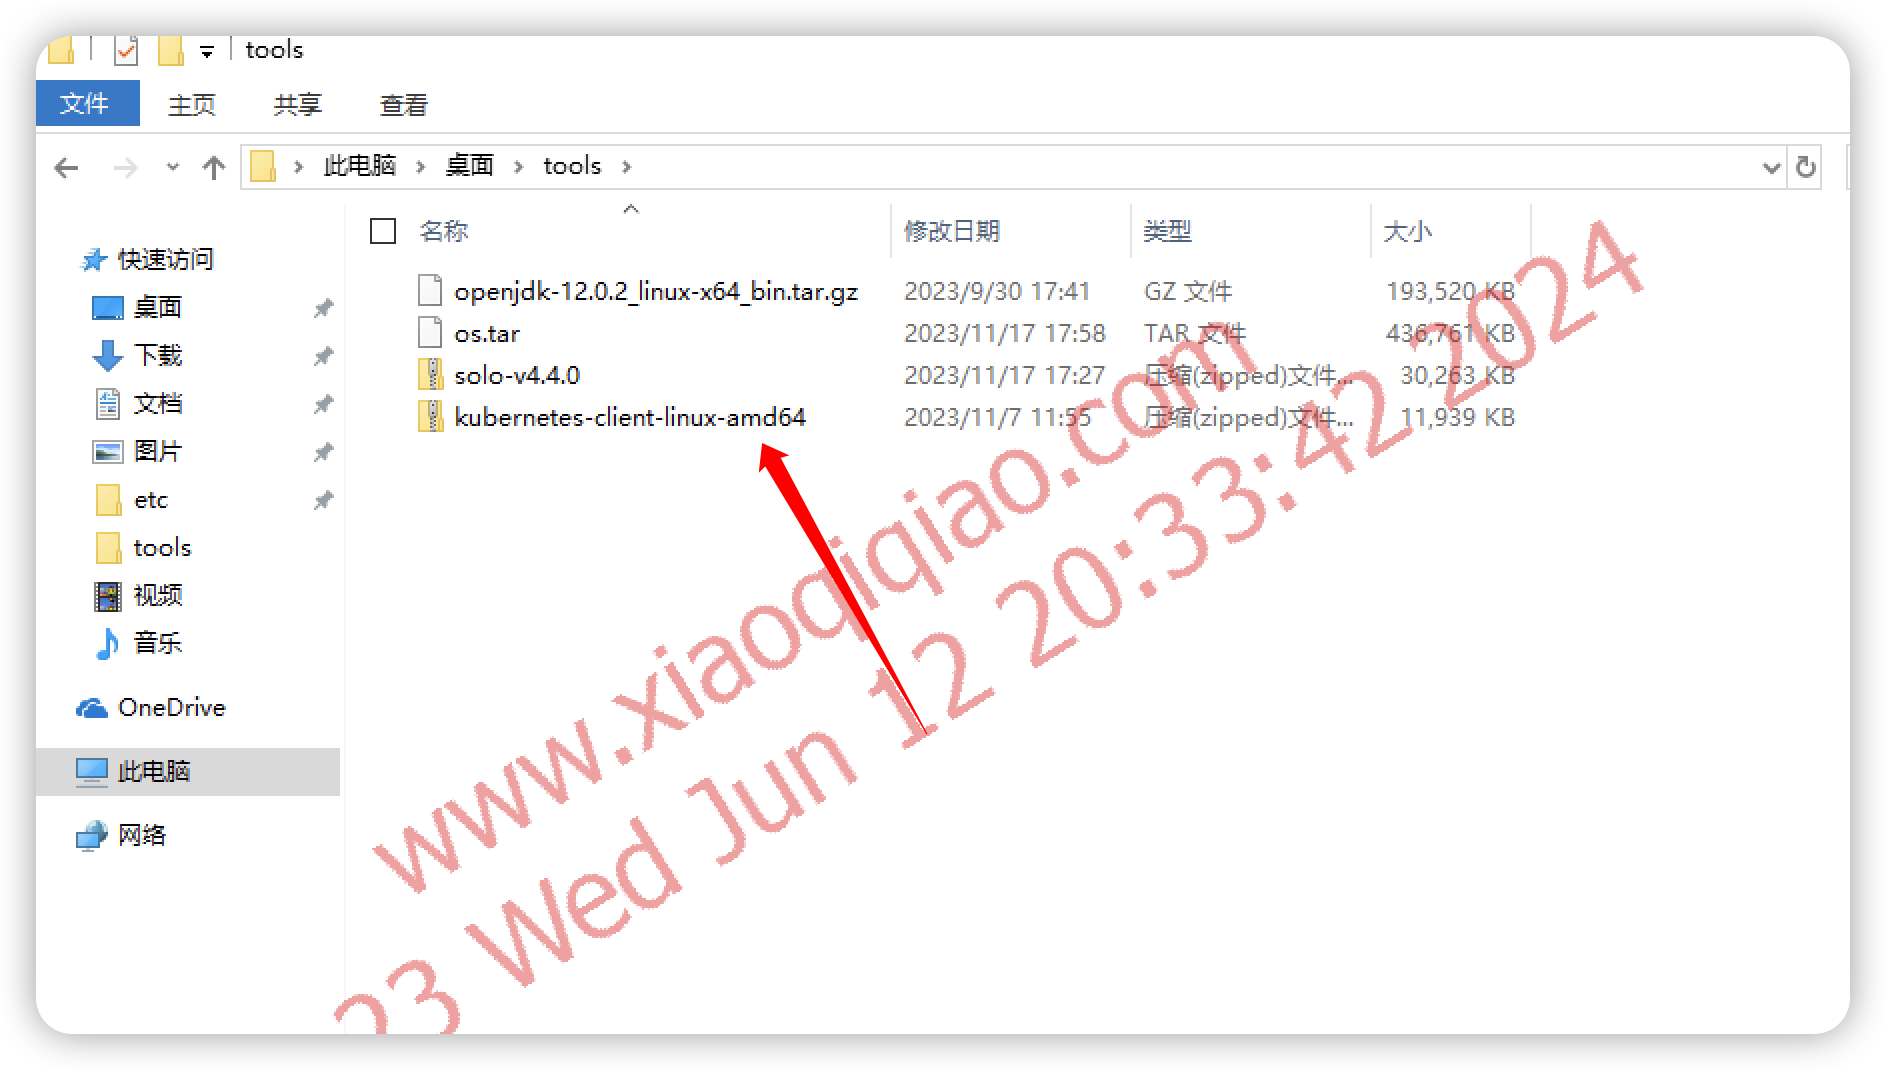 tools
文件 主页 共享 查看
此电脑 桌面 tools
名称 修改日期 类型 大小
openjdk-12.0.2_linux-x64_bin.tar.gz 2023/9/30 17:41 GZ 文件 193,520 KB
os.tar 2023/11/17 17:58 TAR 文件 436,761 KB
solo-v4.4.0 2023/11/17 17:27 压缩(zipped)文件... 30,263 KB
kubernetes-client-linux-amd64 2023/11/7 11:55 压缩(zipped)文件... 11,939 KB
快速访问
桌面
下载
文档
图片
etc
tools
视频
音乐
OneDrive
此电脑
网络
www.xiaoqiqiao.com
23 Wed Jun 12 20:33:42 2024